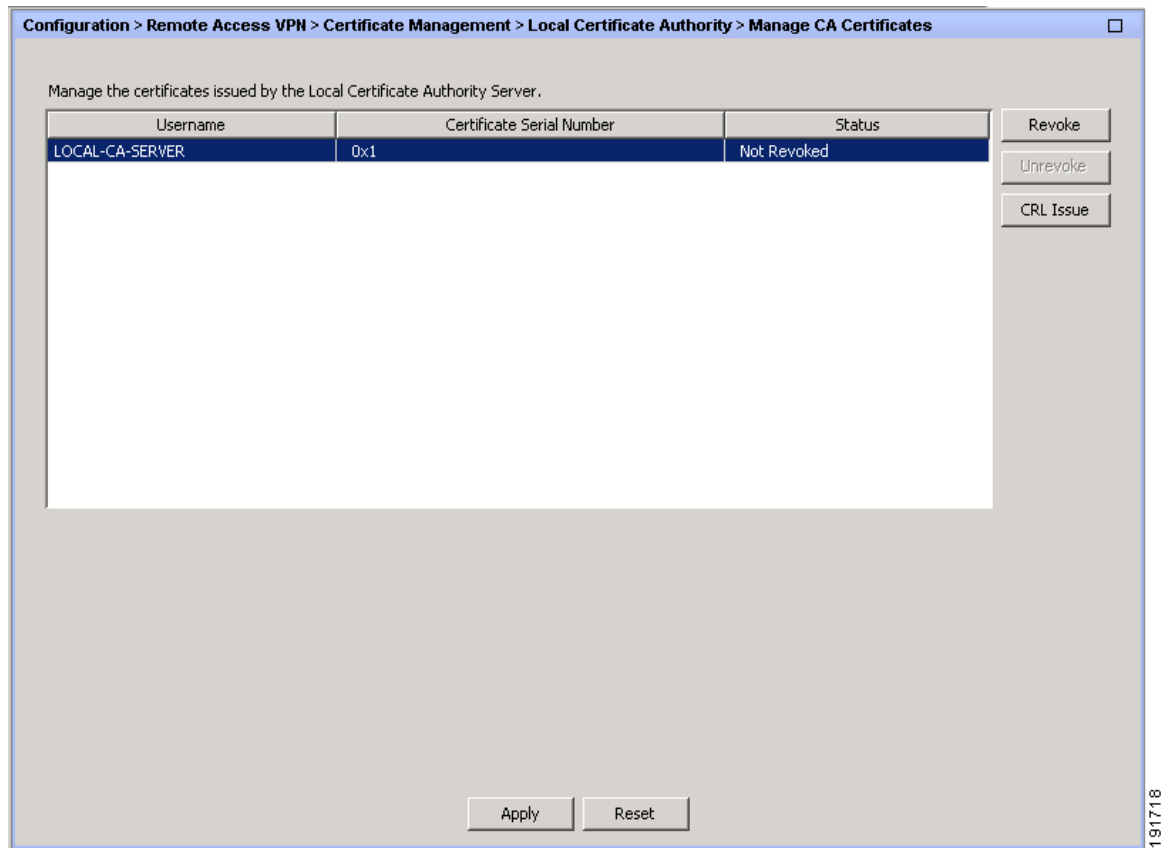 Configuration > Remote Access VPN > Certificate Management > Local Certificate Authority > Manage CA Certificates
Manage the certificates issued by the Local Certificate Authority Server.
Username Certificate Serial Number Status
LOCAL-CA-SERVER 0x1 Not Revoked
Revoke
Unrevoke
CRL Issue
Apply Reset
191718